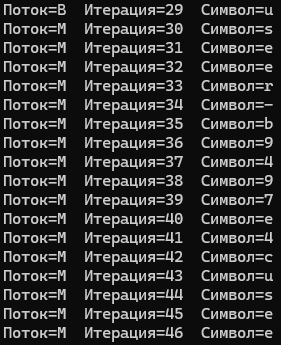 Поток=B  Итерация=29  Символ=u
Поток=M  Итерация=30  Символ=s
Поток=M  Итерация=31  Символ=e
Поток=M  Итерация=32  Символ=e
Поток=M  Итерация=33  Символ=r
Поток=M  Итерация=34  Символ=-
Поток=M  Итерация=35  Символ=b
Поток=M  Итерация=36  Символ=9
Поток=M  Итерация=37  Символ=4
Поток=M  Итерация=38  Символ=9
Поток=M  Итерация=39  Символ=7
Поток=M  Итерация=40  Символ=e
Поток=M  Итерация=41  Символ=4
Поток=M  Итерация=42  Символ=c
Поток=M  Итерация=43  Символ=u
Поток=M  Итерация=44  Символ=s
Поток=M  Итерация=45  Символ=e
Поток=M  Итерация=46  Символ=e